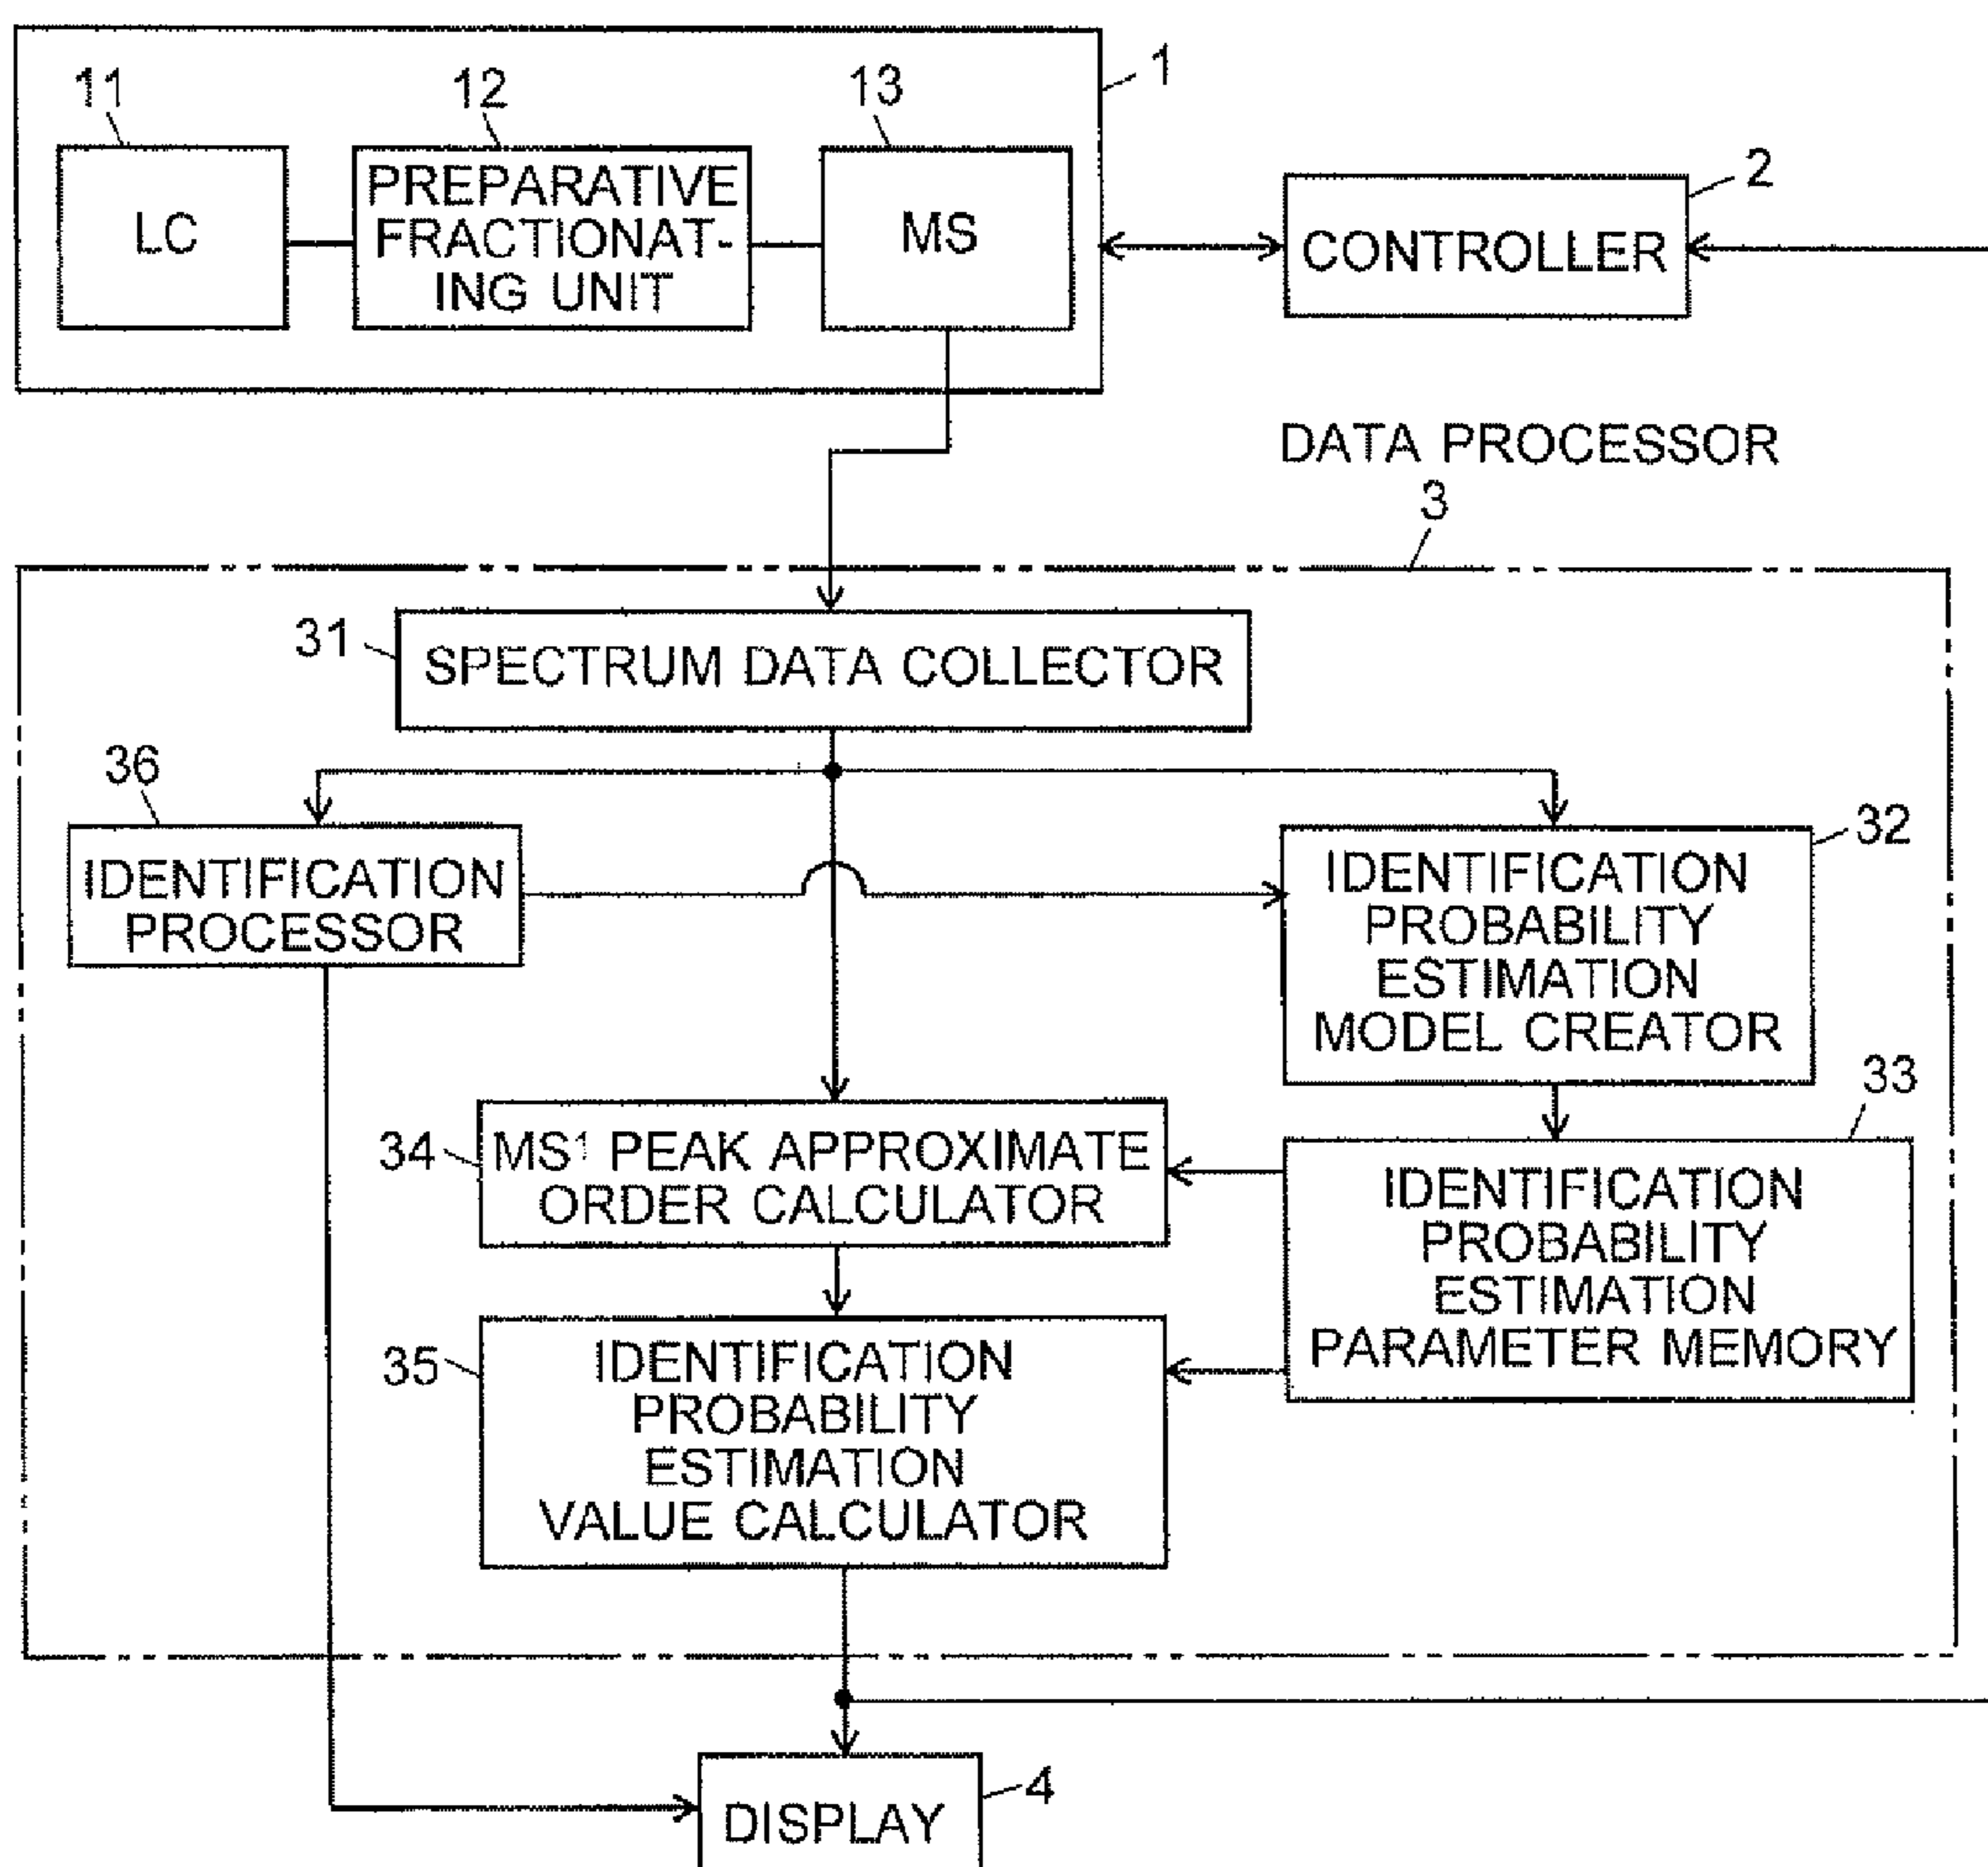 1
11
12
13
LC
PREPARATIVE
FRACTIONAT-
ING UNIT
MS
2
CONTROLLER
DATA PROCESSOR
3
31
SPECTRUM DATA COLLECTOR
36
IDENTIFICATION
PROCESSOR
32
IDENTIFICATION
PROBABILITY
ESTIMATION
MODEL CREATOR
33
34
MS¹ PEAK APPROXIMATE
ORDER CALCULATOR
IDENTIFICATION
PROBABILITY
ESTIMATION
PARAMETER MEMORY
35
IDENTIFICATION
PROBABILITY
ESTIMATION
VALUE CALCULATOR
4
DISPLAY